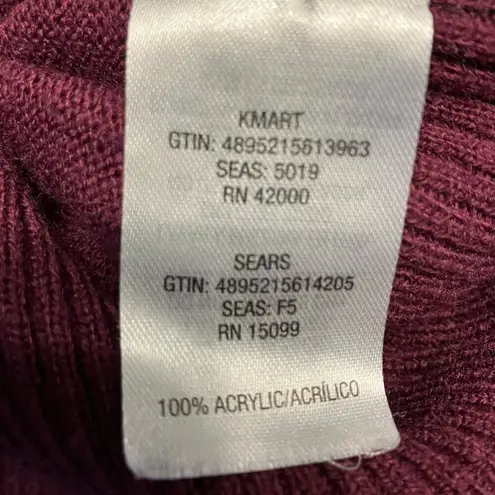 KMART
GTIN: 4895215613963
SEAS: 5019
RN 42000
SEARS
GTIN: 4895215614205
SEAS: F5
RN 15099
100% ACRYLIC/ACRÍLICO